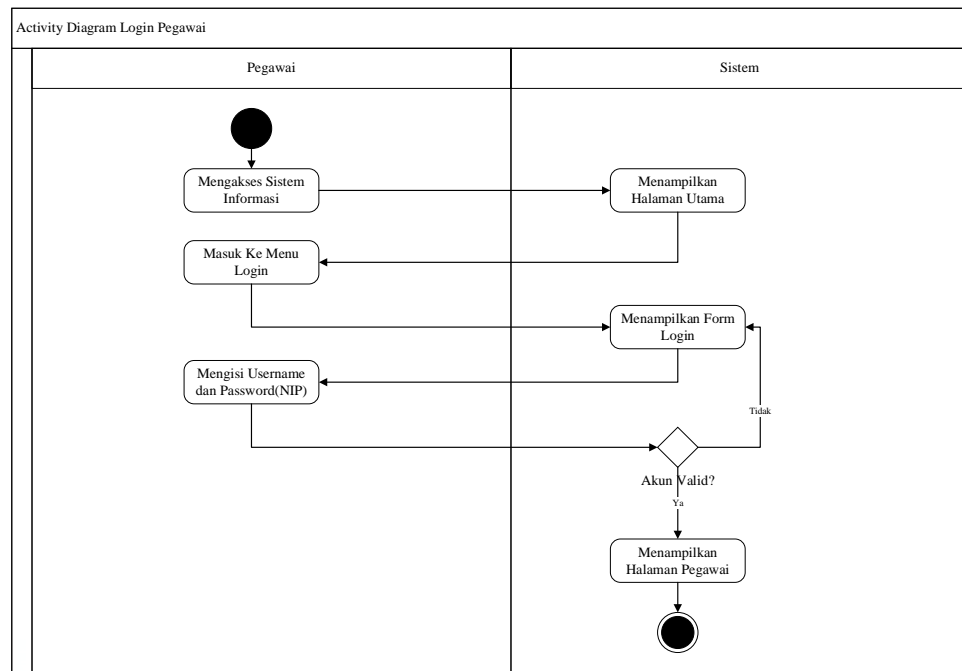 Activity Diagram Login Pegawai
Pegawai
Sistem
Mengakses Sistem
Informasi
Menampilkan
Halaman Utama
Masuk Ke Menu
Login
Menampilkan Form
Login
Mengisi Username
dan Password(NIP)
Tidak
Akun Valid?
Ya
Menampilkan
Halaman Pegawai